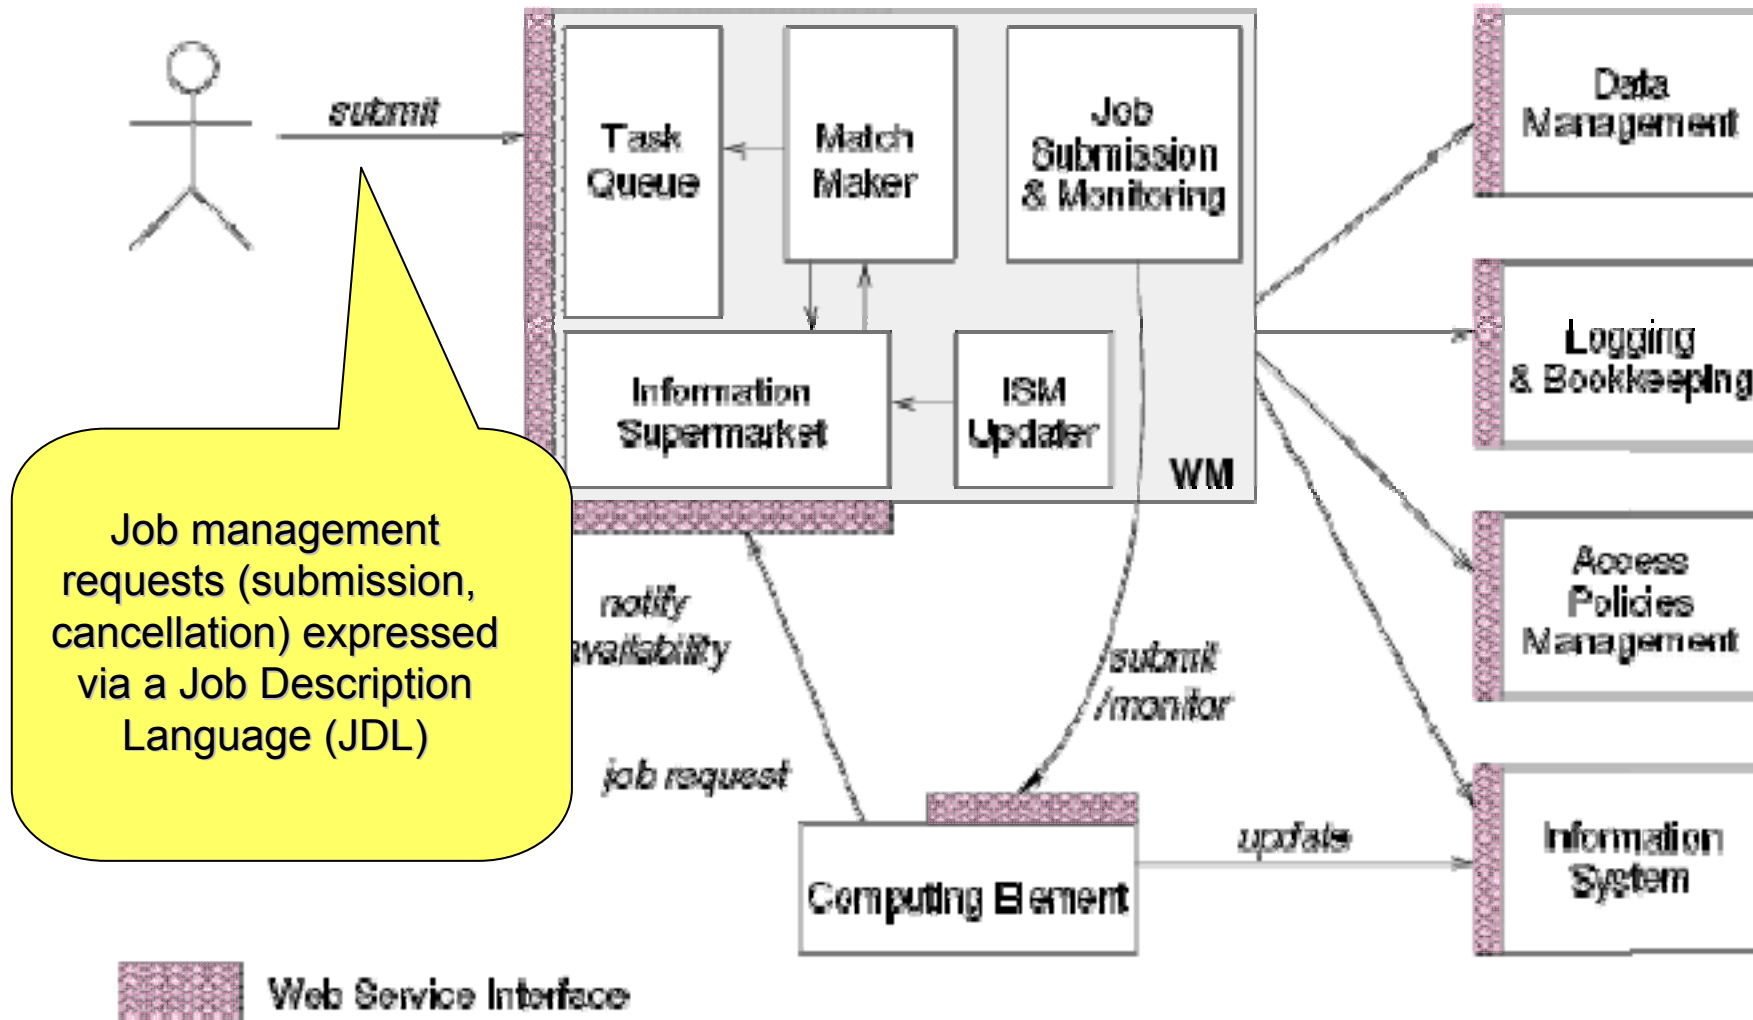 submit
Task
Queue
Match
Maker
Job
Submission
& Monitoring
Data
Management
Information
Supermarket
ISM
Updater
WM
Logging
& Bookkeeping
Job management
requests (submission,
cancellation) expressed
via a Job Description
Language (JDL)
notify
availability
job request
submit
/monitor
Access
Policies
Management
Computing Element
update
Information
System
Web Service Interface